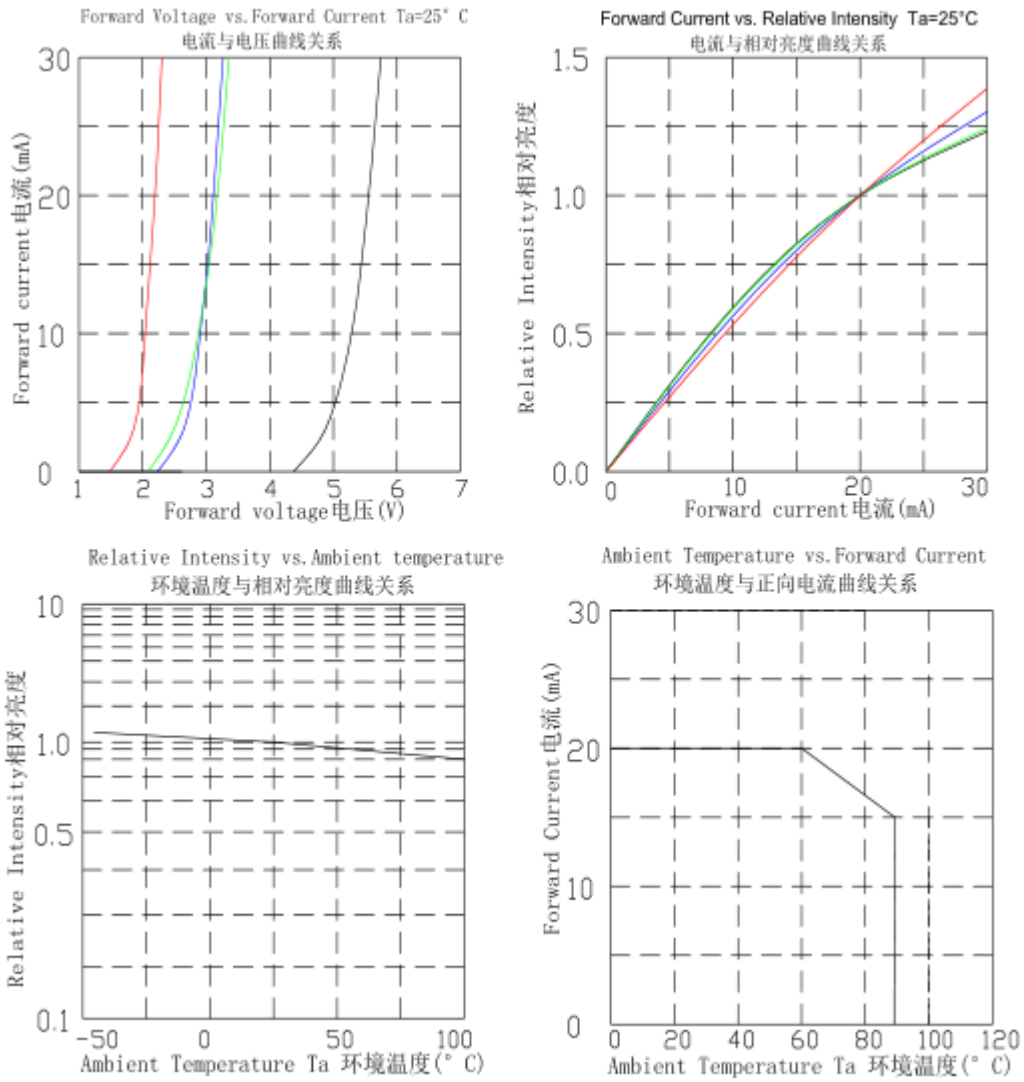 Forward Voltage vs.Forward Current Ta=25° C
电流与电压曲线关系
30
20
10
0
Forward current电流(mA)
1 2 3 4 5 6 7
Forward voltage电压(V)
Forward Current vs. Relative Intensity Ta=25°C
电流与相对亮度曲线关系
1.5
1.0
0.5
0.0
Relative Intensity相对亮度
0 10 20 30
Forward current电流(mA)
Relative Intensity vs.Ambient temperature
环境温度与相对亮度曲线关系
10
1.0
0.5
0.1
Relative Intensity相对亮度
-50 0 50 100
Ambient Temperature Ta 环境温度(° C)
Ambient Temperature vs.Forward Current
环境温度与正向电流曲线关系
30
20
10
0
Forward Current电流(mA)
0 20 40 60 80 100 120
Ambient Temperature Ta 环境温度(° C)